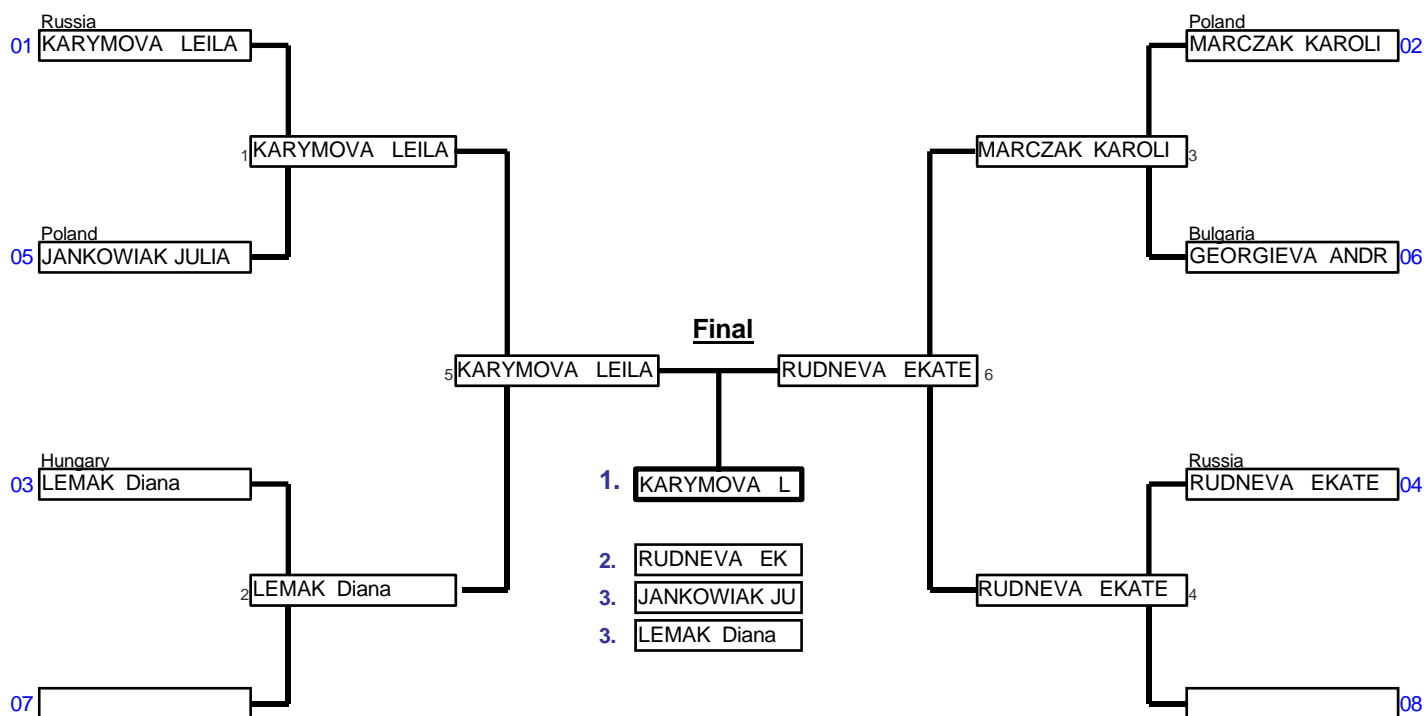 Russia
01 KARYMOVA LEILA
Poland
MARCZAK KAROLI 02
1 KARYMOVA LEILA
MARCZAK KAROLI 3
Poland
05 JANKOWIAK JULIA
Bulgaria
GEORGIEVA ANDR 06
Final
5 KARYMOVA LEILA
RUDNEVA EKATE 6
Hungary
03 LEMAK Diana
1. KARYMOVA L
Russia
RUDNEVA EKATE 04
2. RUDNEVA EK
3. JANKOWIAK JU
3. LEMAK Diana
2 LEMAK Diana
RUDNEVA EKATE 4
07
08